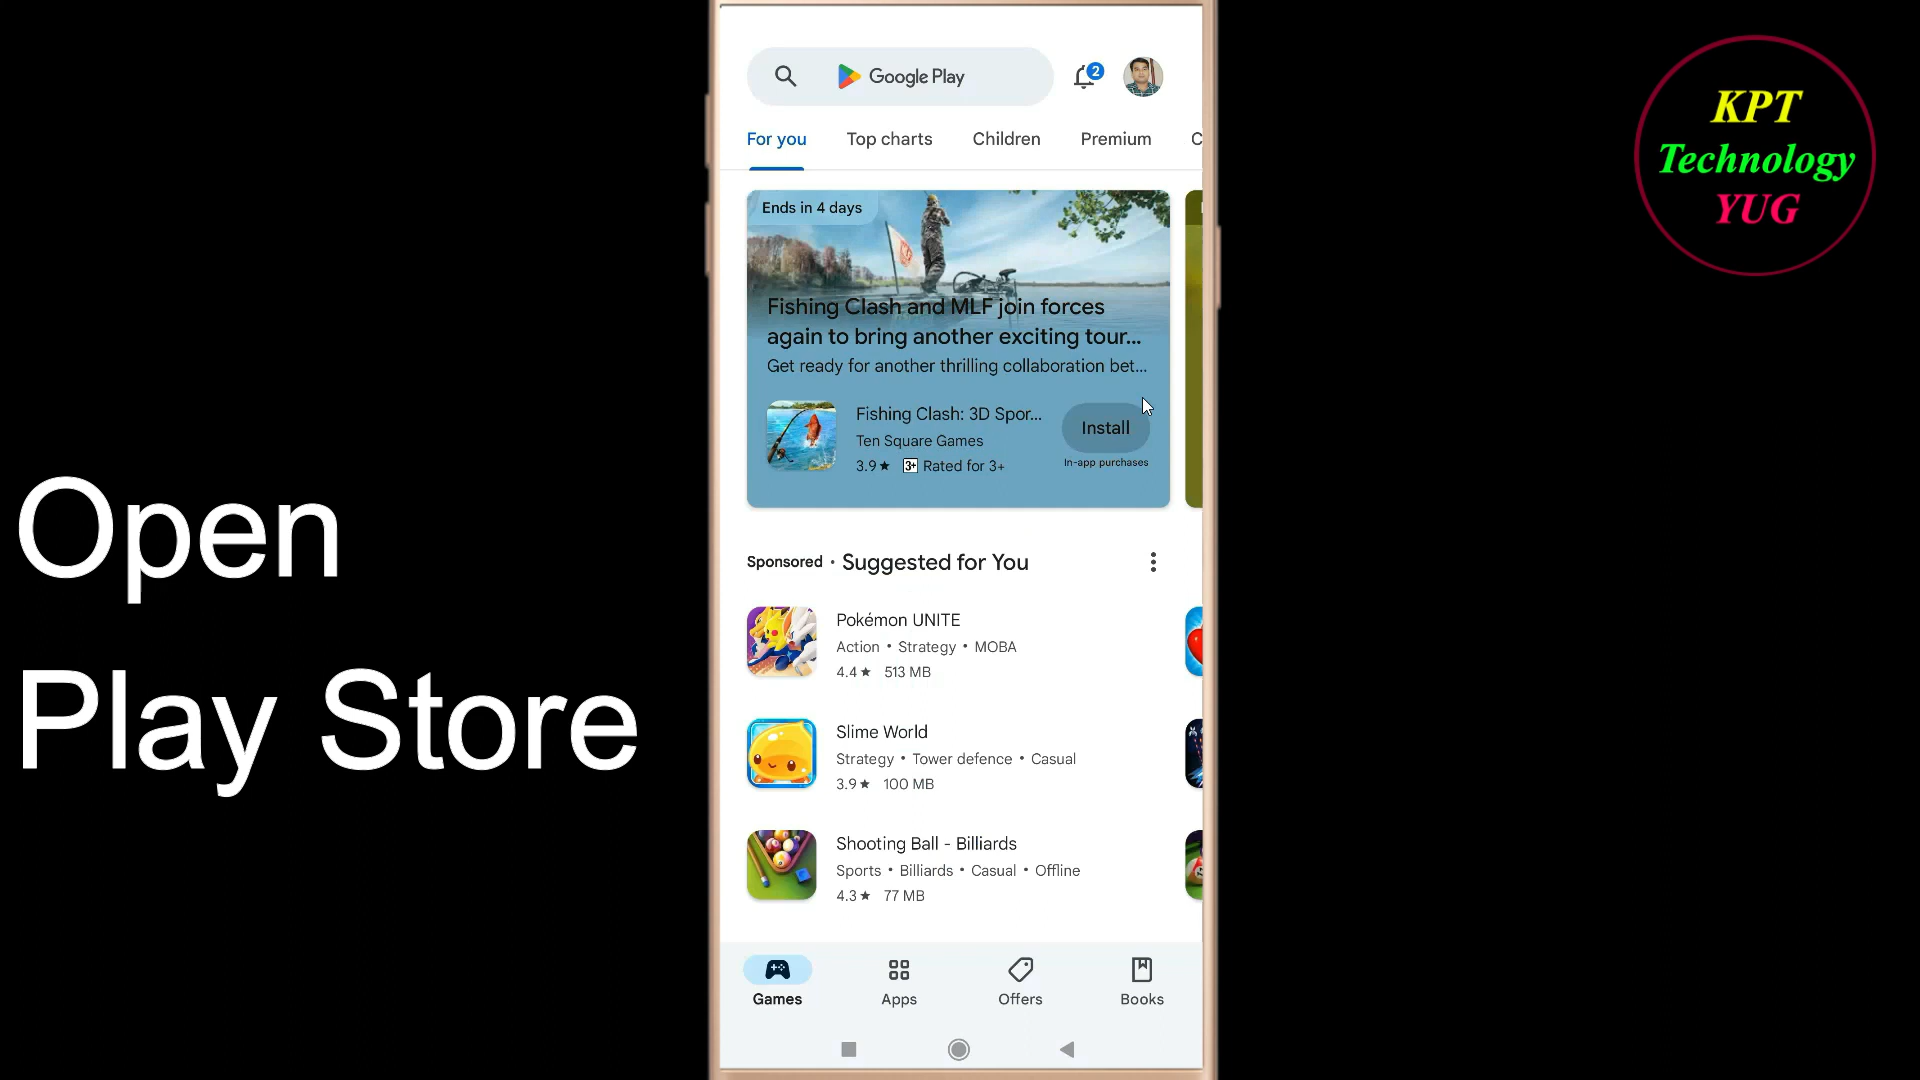 Google Play
2
For you
Top charts
Children
Premium
C
Ends in 4 days
Fishing Clash and MLF join forces
again to bring another exciting tour...
Get ready for another thrilling collaboration bet...
Fishing Clash: 3D Spor...
Ten Square Games
3.9★ 3+ Rated for 3+
Install
In-app purchases
Sponsored • Suggested for You
Pokémon UNITE
Action • Strategy • MOBA
4.4★ 513 MB
Slime World
Strategy • Tower defence • Casual
3.9★ 100 MB
Shooting Ball - Billiards
Sports • Billiards • Casual • Offline
4.3★ 77 MB
Games
Apps
Offers
Books
Open
Play Store
KPT
Technology
YUG